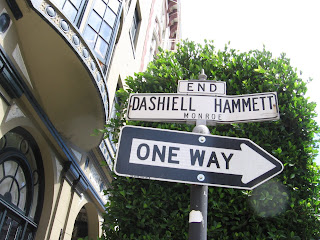 END
DASHIELL HAMMETT
MONROE
ONE WAY